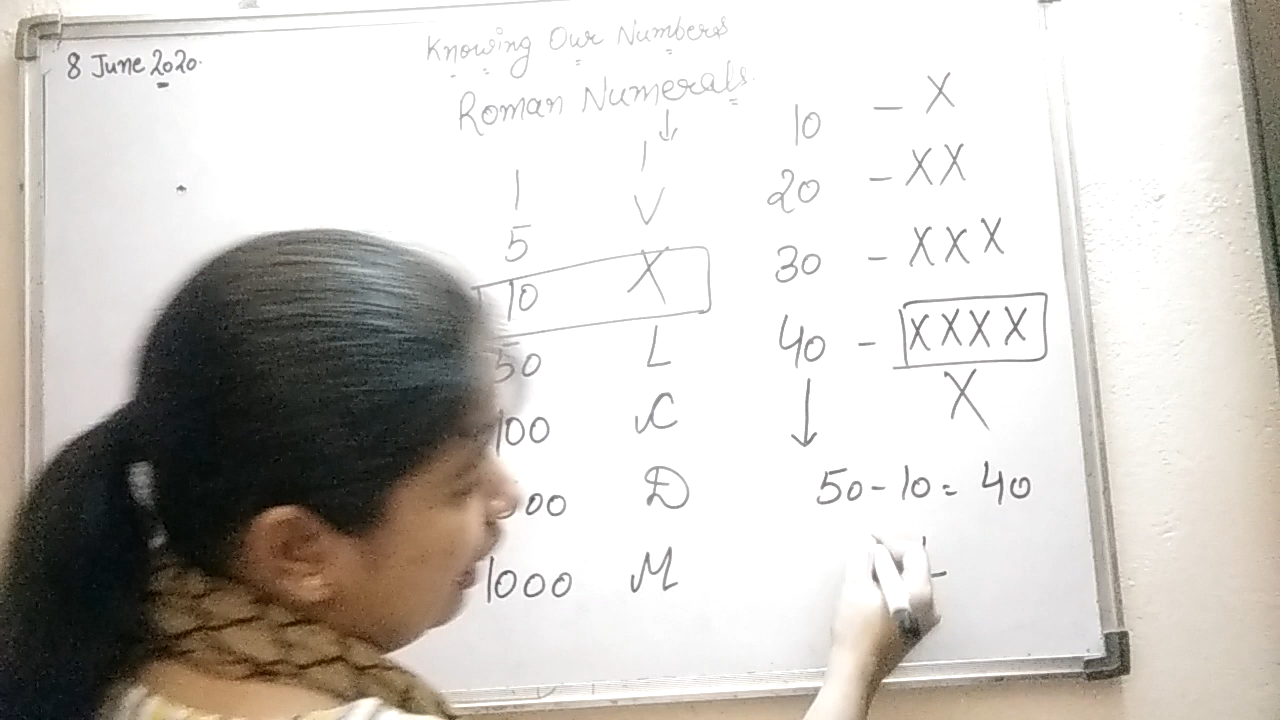 8 June 2020.
Knowing Our Numbers
Roman Numerals
↓
1 I
5 V
10 X
50 L
100 C
500 D
1000 M
10 – X
20 – XX
30 – XXX
40 – XXXX
↓ X
50 - 10 = 40